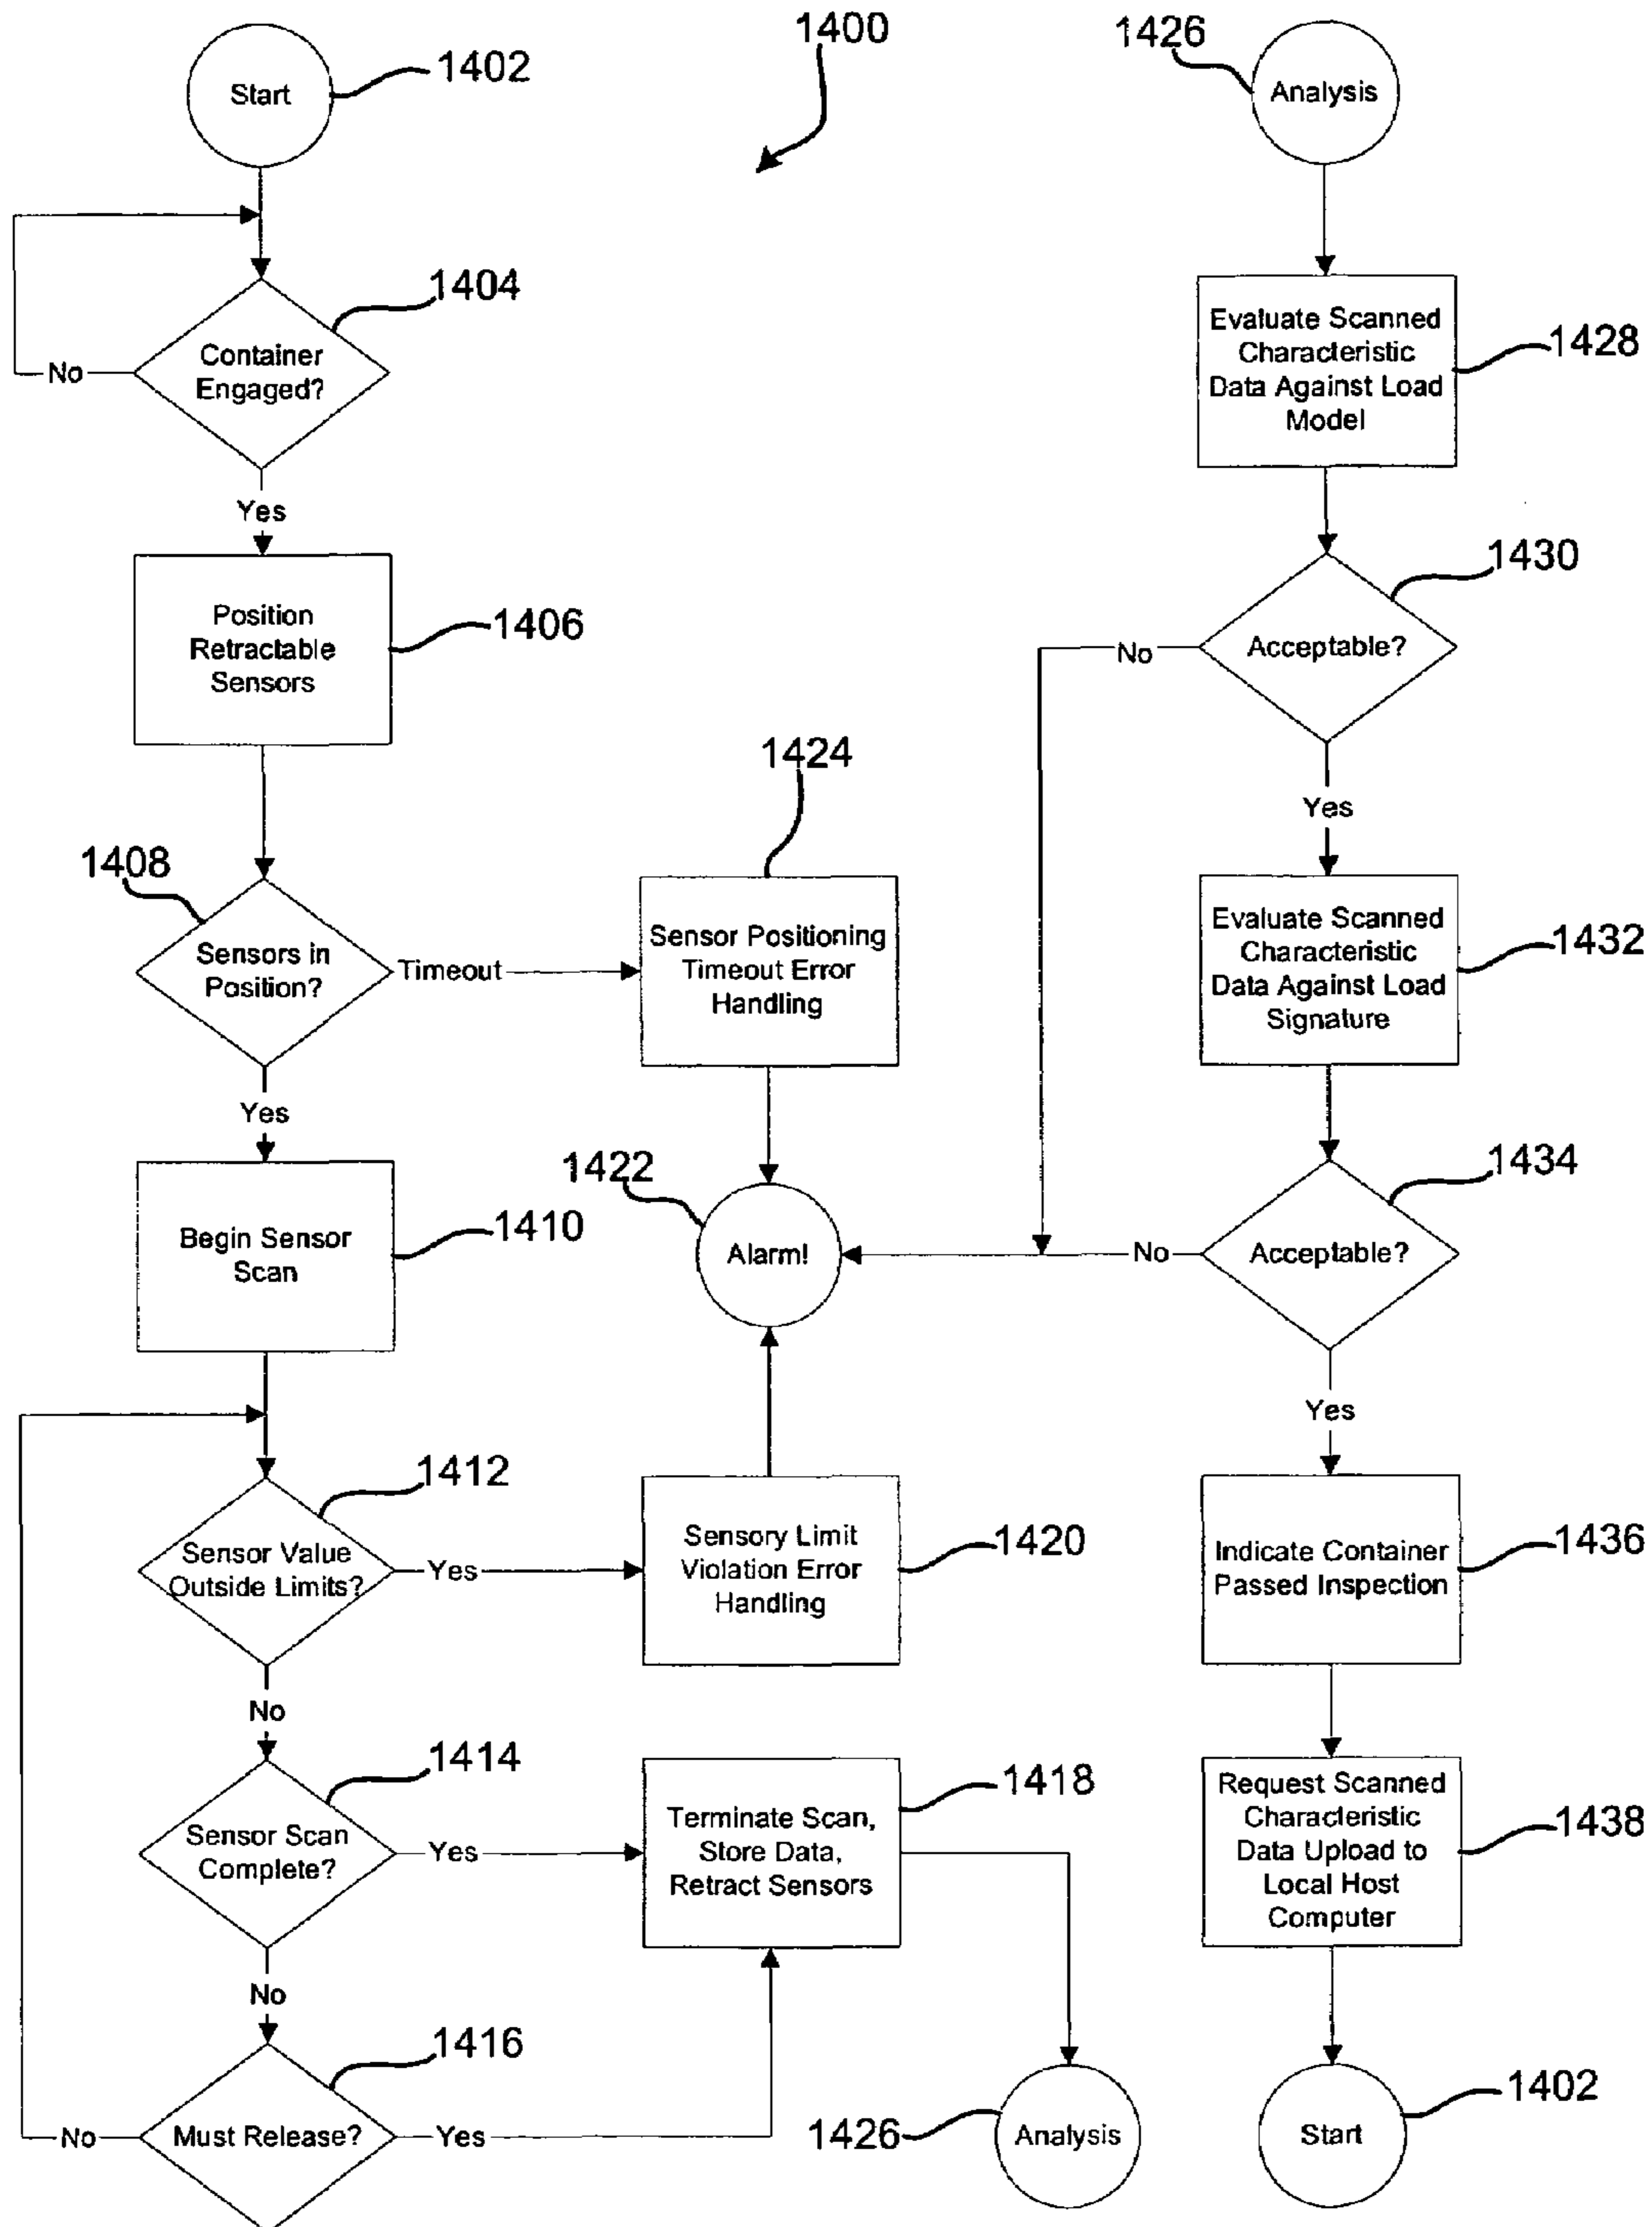 1400
Start
1402
Container
Engaged?
1404
No
Yes
Position
Retractable
Sensors
1406
1408
Sensors in
Position?
Timeout
Yes
1424
Sensor Positioning
Timeout Error
Handling
Begin Sensor
Scan
1410
1422
Alarm!
1412
Sensor Value
Outside Limits?
Yes
No
Sensory Limit
Violation Error
Handling
1420
1414
Sensor Scan
Complete?
Yes
No
Terminate Scan,
Store Data,
Retract Sensors
1418
1416
Must Release?
No
Yes
1426
Analysis
1426
Analysis
Evaluate Scanned
Characteristic
Data Against Load
Model
1428
1430
Acceptable?
No
Yes
Evaluate Scanned
Characteristic
Data Against Load
Signature
1432
1434
Acceptable?
No
Yes
Indicate Container
Passed Inspection
1436
Request Scanned
Characteristic
Data Upload to
Local Host
Computer
1438
Start
1402